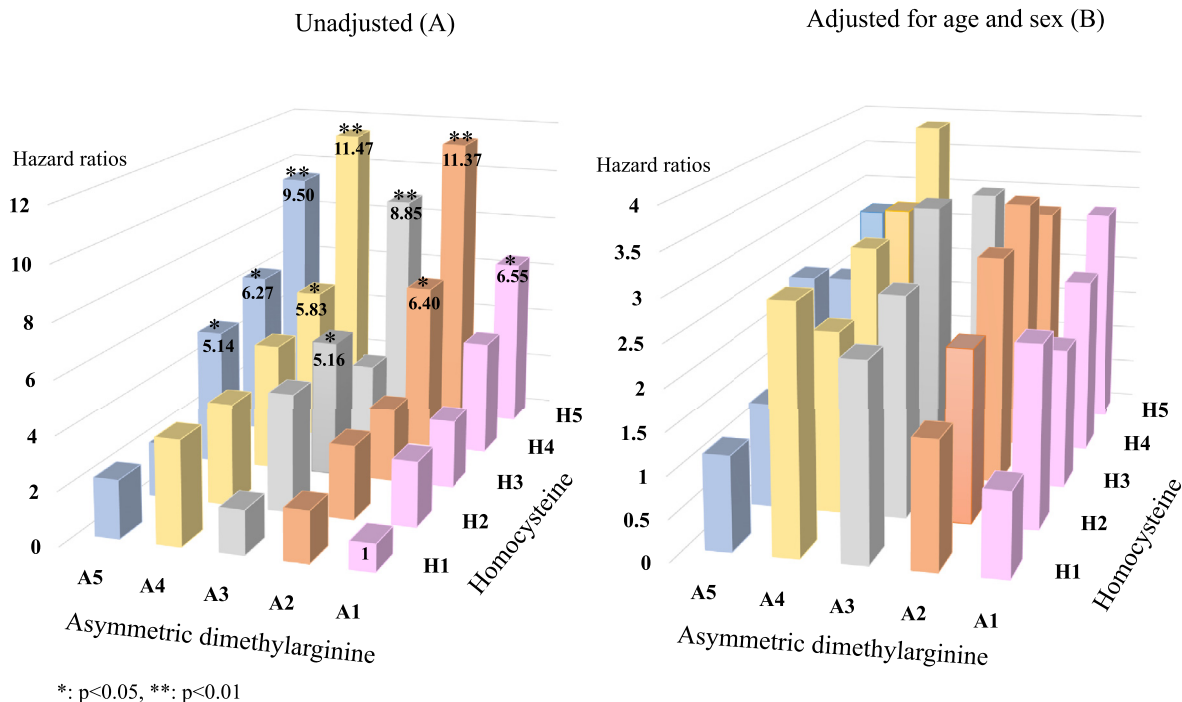 Unadjusted (A)
Hazard ratios
12
10
8
6
4
2
0
**
11.47
**
11.37
**
9.50
**
8.85
*
6.55
*
6.27
*
5.83
*
6.40
*
5.14
*
5.16
1
A5
A4
A3
A2
A1
H1
H2
H3
H4
H5
Asymmetric dimethylarginine
Homocysteine
*: p<0.05, **: p<0.01
Adjusted for age and sex (B)
Hazard ratios
4
3.5
3
2.5
2
1.5
1
0.5
0
A5
A4
A3
A2
A1
H1
H2
H3
H4
H5
Asymmetric dimethylarginine
Homocysteine